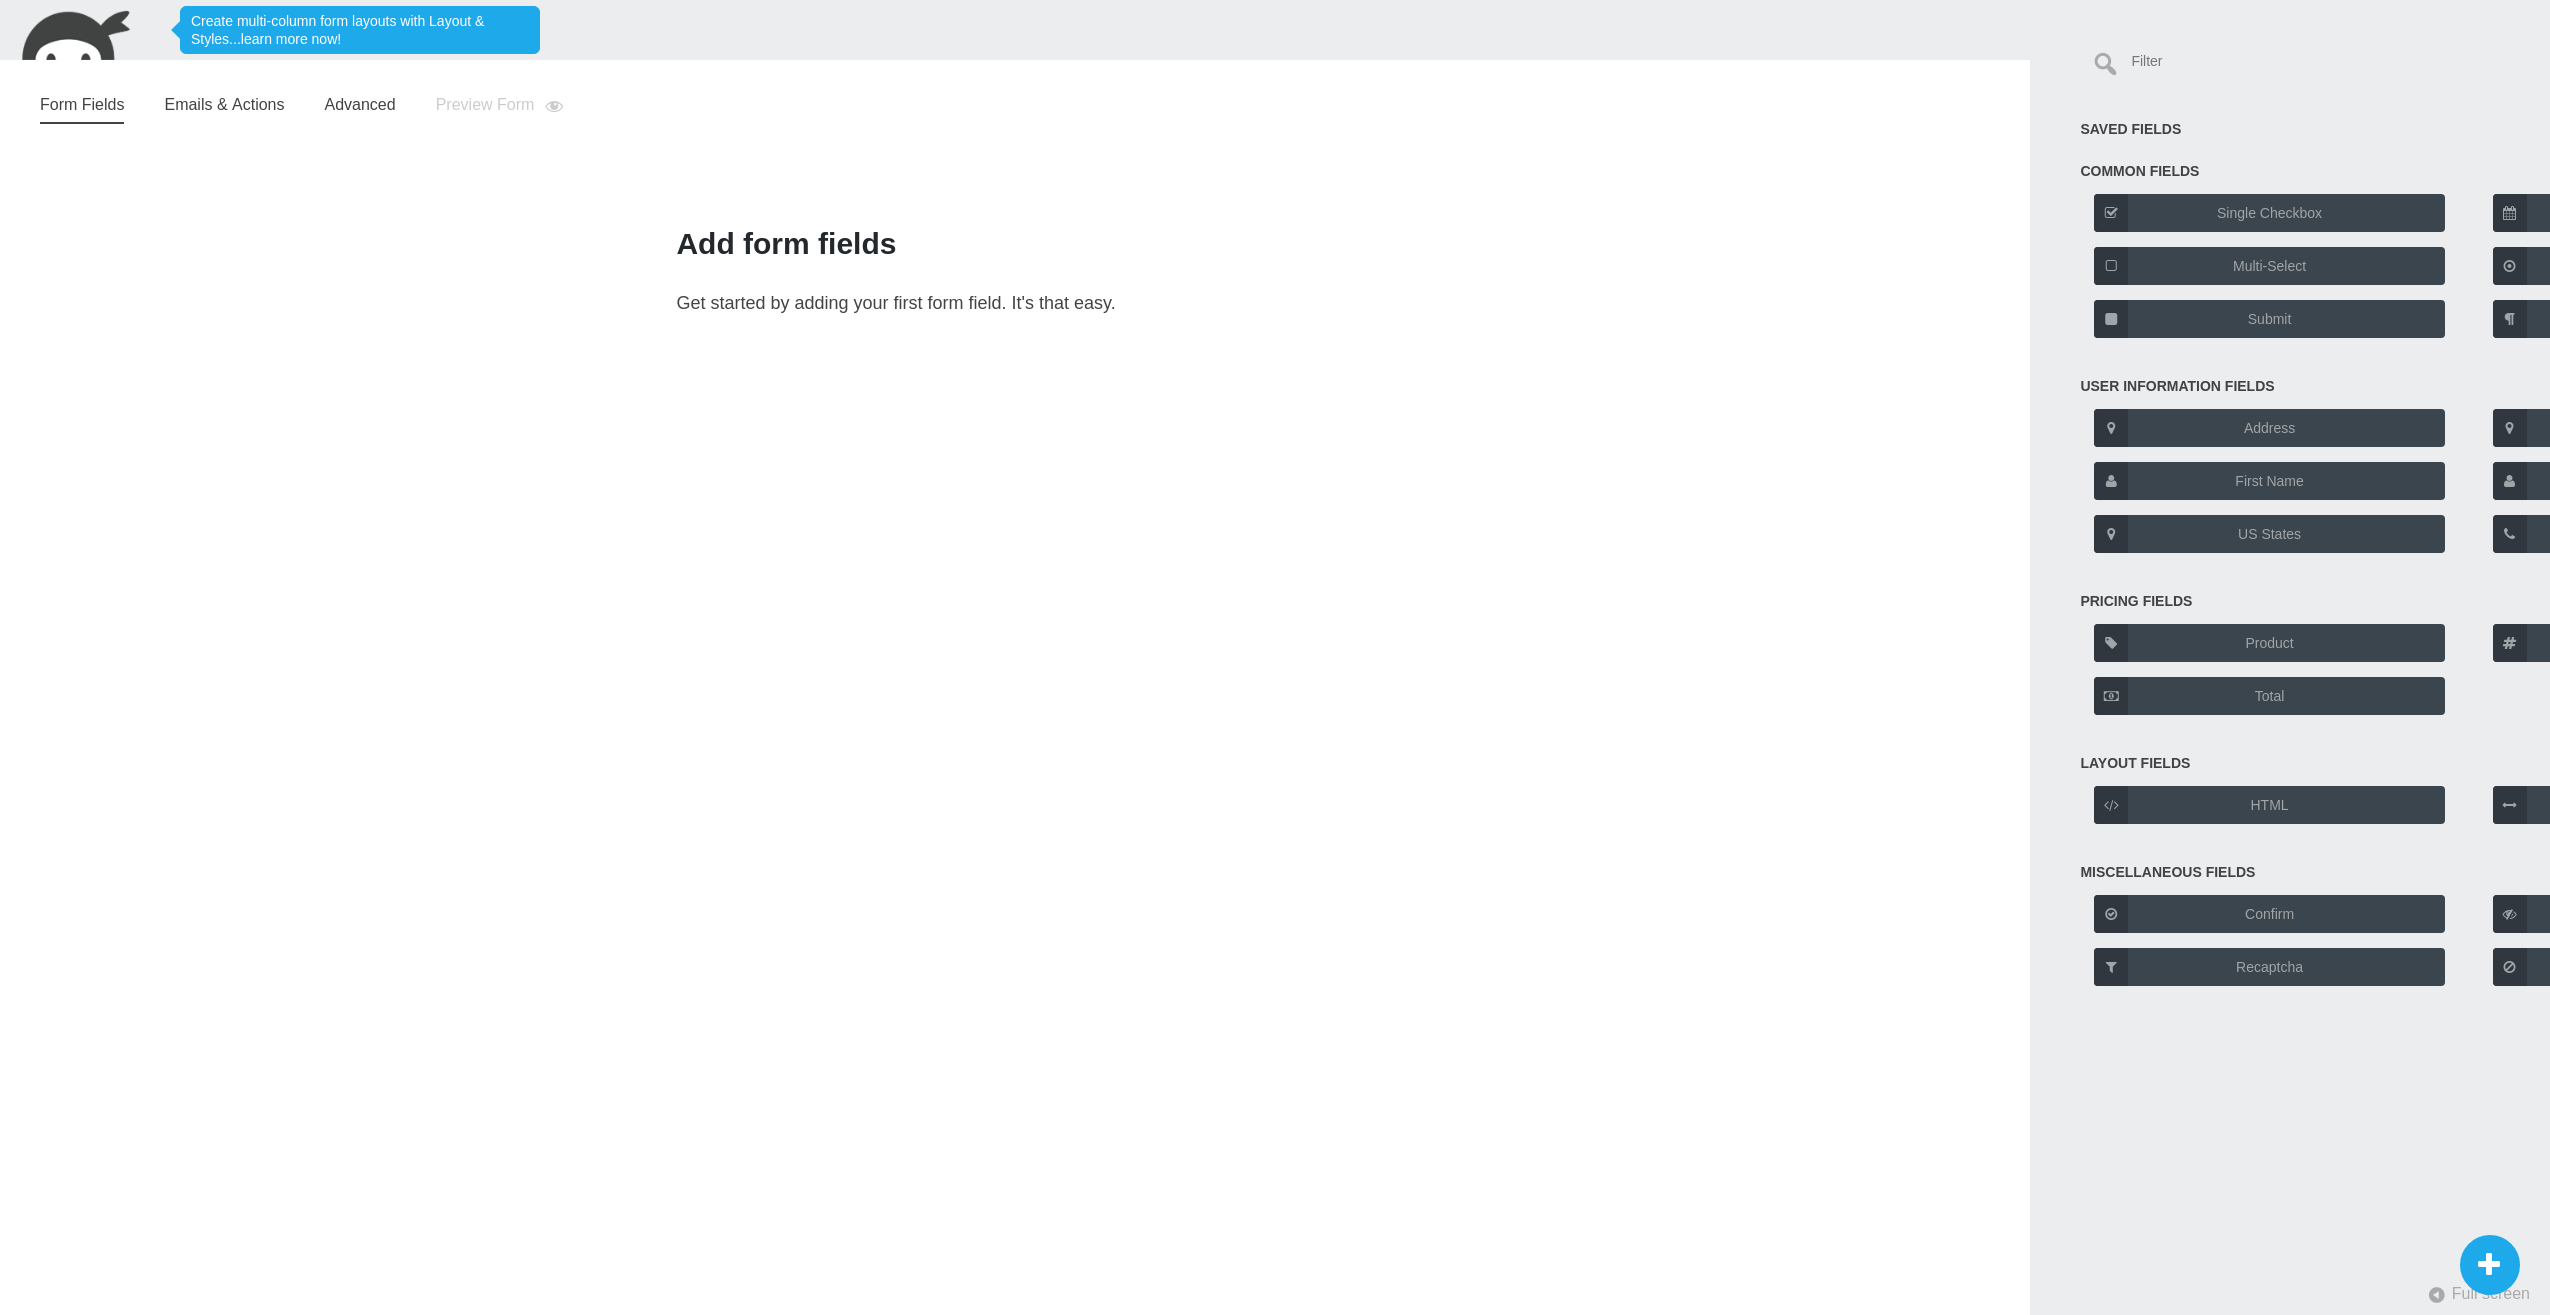 Create multi-column form layouts with Layout &
Styles...learn more now!
Filter
Form Fields
Emails & Actions
Advanced
Preview Form
Add form fields
Get started by adding your first form field. It's that easy.
SAVED FIELDS
COMMON FIELDS
Single Checkbox
Multi-Select
Submit
USER INFORMATION FIELDS
Address
First Name
US States
PRICING FIELDS
Product
Total
LAYOUT FIELDS
HTML
MISCELLANEOUS FIELDS
Confirm
Recaptcha
Full screen